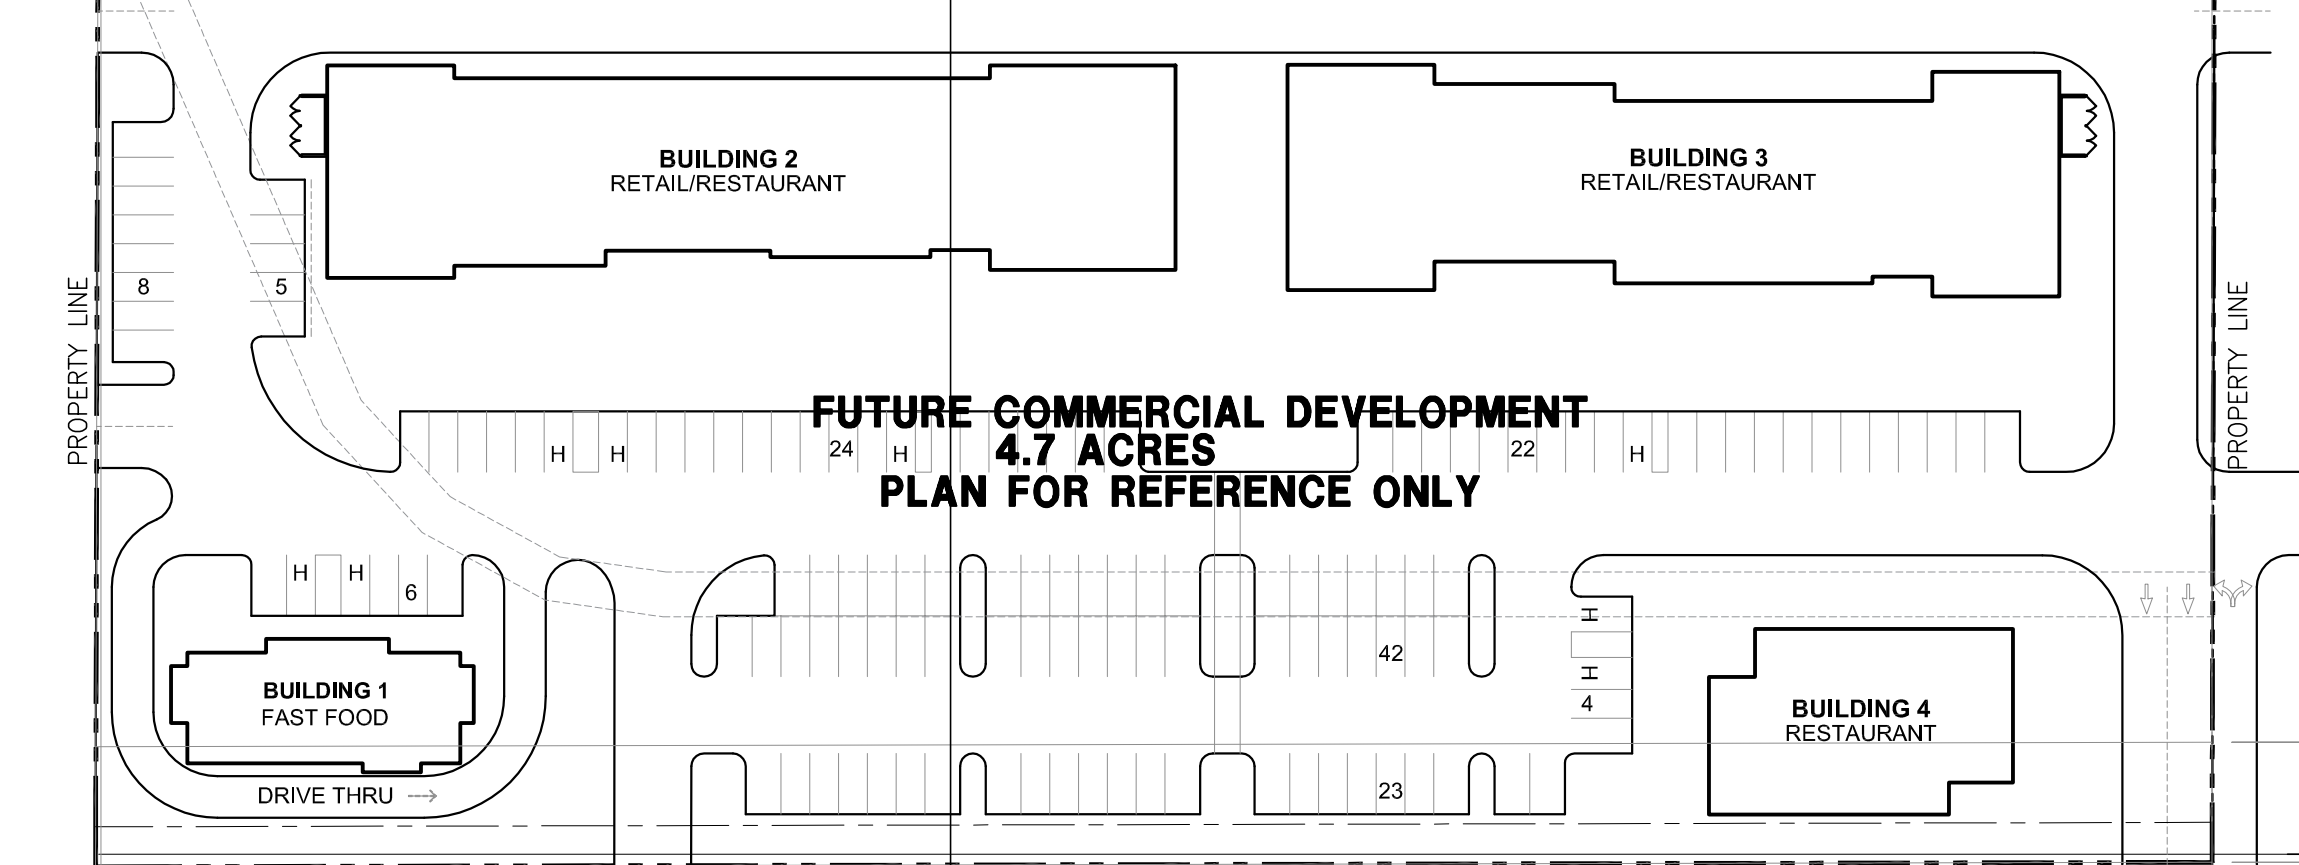 BUILDING 2
RETAIL/RESTAURANT
BUILDING 3
RETAIL/RESTAURANT
8
5
PROPERTY LINE
PROPERTY LINE
FUTURE COMMERCIAL DEVELOPMENT
4.7 ACRES
PLAN FOR REFERENCE ONLY
H
H
24
H
22
H
H
H
6
H
H
42
4
BUILDING 1
FAST FOOD
BUILDING 4
RESTAURANT
DRIVE THRU
23